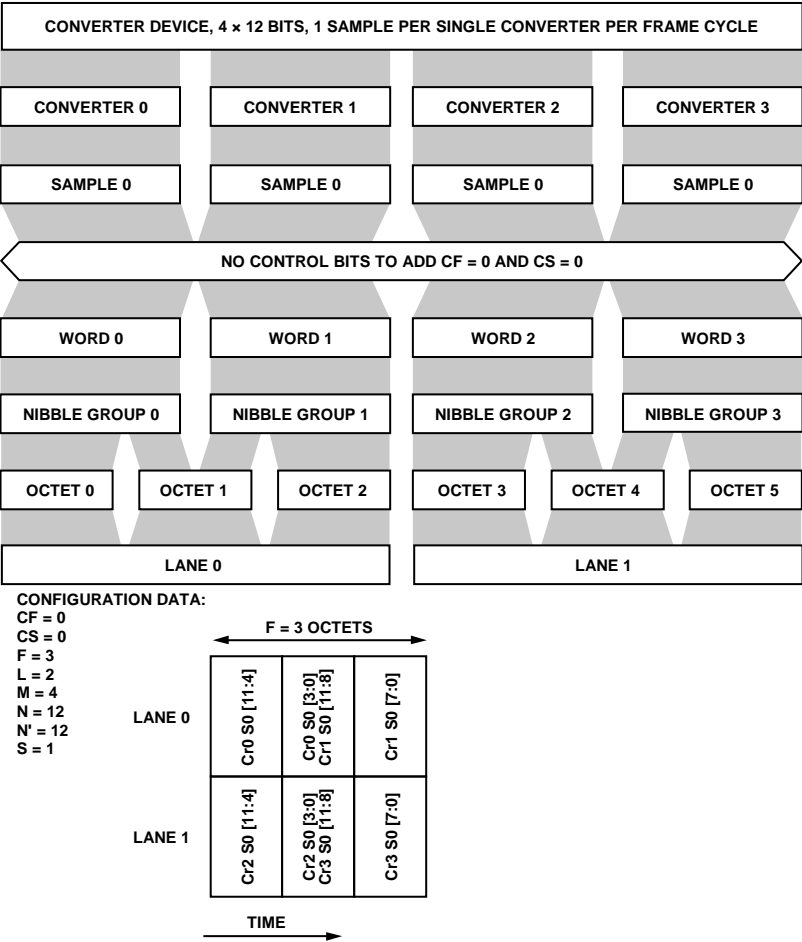 CONVERTER DEVICE, 4 × 12 BITS, 1 SAMPLE PER SINGLE CONVERTER PER FRAME CYCLE
CONVERTER 0
CONVERTER 1
CONVERTER 2
CONVERTER 3
SAMPLE 0
SAMPLE 0
SAMPLE 0
SAMPLE 0
NO CONTROL BITS TO ADD CF = 0 AND CS = 0
WORD 0
WORD 1
WORD 2
WORD 3
NIBBLE GROUP 0
NIBBLE GROUP 1
NIBBLE GROUP 2
NIBBLE GROUP 3
OCTET 0
OCTET 1
OCTET 2
OCTET 3
OCTET 4
OCTET 5
LANE 0
LANE 1
CONFIGURATION DATA:
CF = 0
CS = 0
F = 3
L = 2
M = 4
N = 12
N' = 12
S = 1
F = 3 OCTETS
LANE 0
Cr0 S0 [11:4]
Cr0 S0 [3:0]
Cr1 S0 [11:8]
Cr1 S0 [7:0]
LANE 1
Cr2 S0 [11:4]
Cr2 S0 [3:0]
Cr3 S0 [11:8]
Cr3 S0 [7:0]
TIME